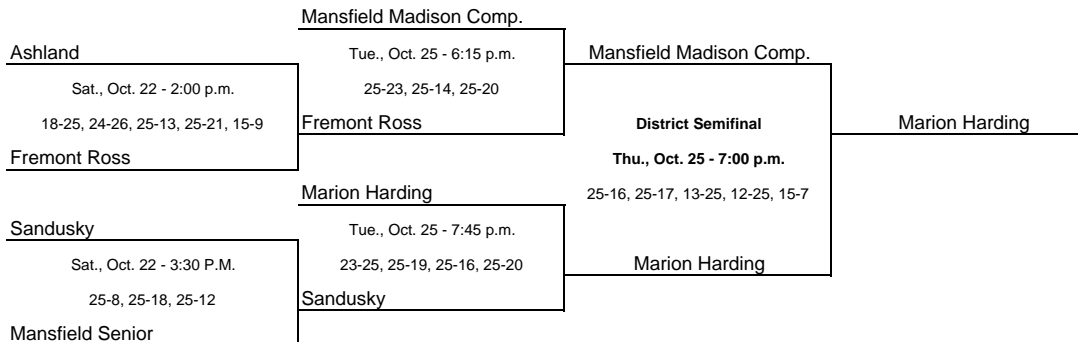 Mansfield Madison Comp.
Ashland
Tue., Oct. 25 - 6:15 p.m.
Mansfield Madison Comp.
Sat., Oct. 22 - 2:00 p.m.
25-23, 25-14, 25-20
18-25, 24-26, 25-13, 25-21, 15-9
Fremont Ross
District Semifinal
Marion Harding
Fremont Ross
Thu., Oct. 25 - 7:00 p.m.
Marion Harding
25-16, 25-17, 13-25, 12-25, 15-7
Sandusky
Tue., Oct. 25 - 7:45 p.m.
Sat., Oct. 22 - 3:30 P.M.
23-25, 25-19, 25-16, 25-20
Marion Harding
25-8, 25-18, 25-12
Sandusky
Mansfield Senior